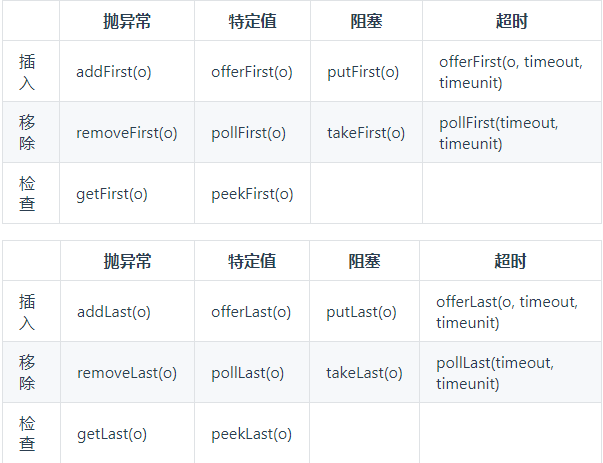 抛异常 特定值 阻塞 超时
插入 addFirst(o) offerFirst(o) putFirst(o) offerFirst(o, timeout, timeunit)
移除 removeFirst(o) pollFirst(o) takeFirst(o) pollFirst(timeout, timeunit)
检查 getFirst(o) peekFirst(o)
抛异常 特定值 阻塞 超时
插入 addLast(o) offerLast(o) putLast(o) offerLast(o, timeout, timeunit)
移除 removeLast(o) pollLast(o) takeLast(o) pollLast(timeout, timeunit)
检查 getLast(o) peekLast(o)